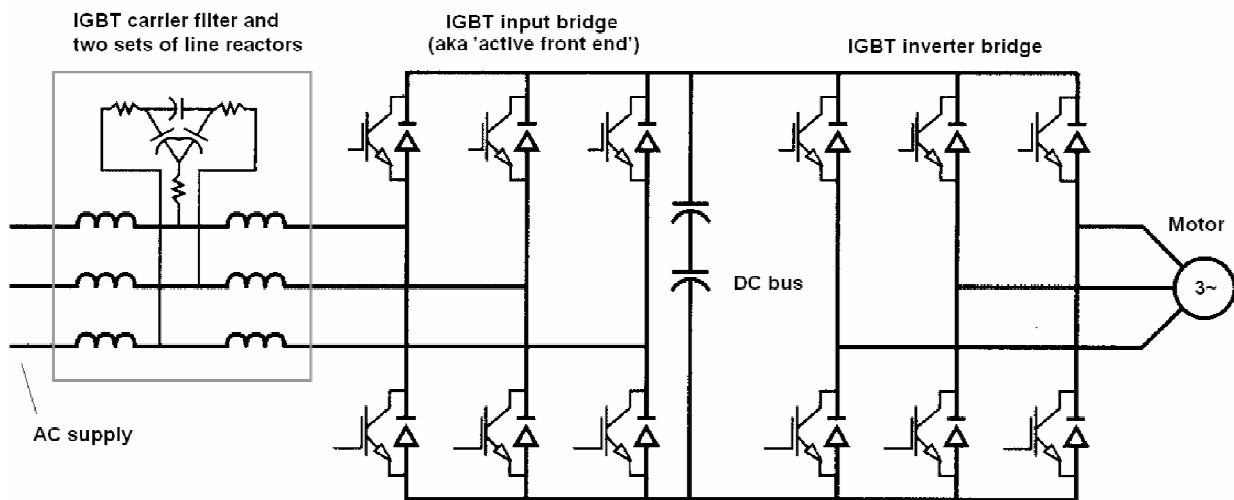 IGBT carrier filter and
two sets of line reactors
IGBT input bridge
(aka 'active front end')
IGBT inverter bridge
Motor
3~
DC bus
AC supply